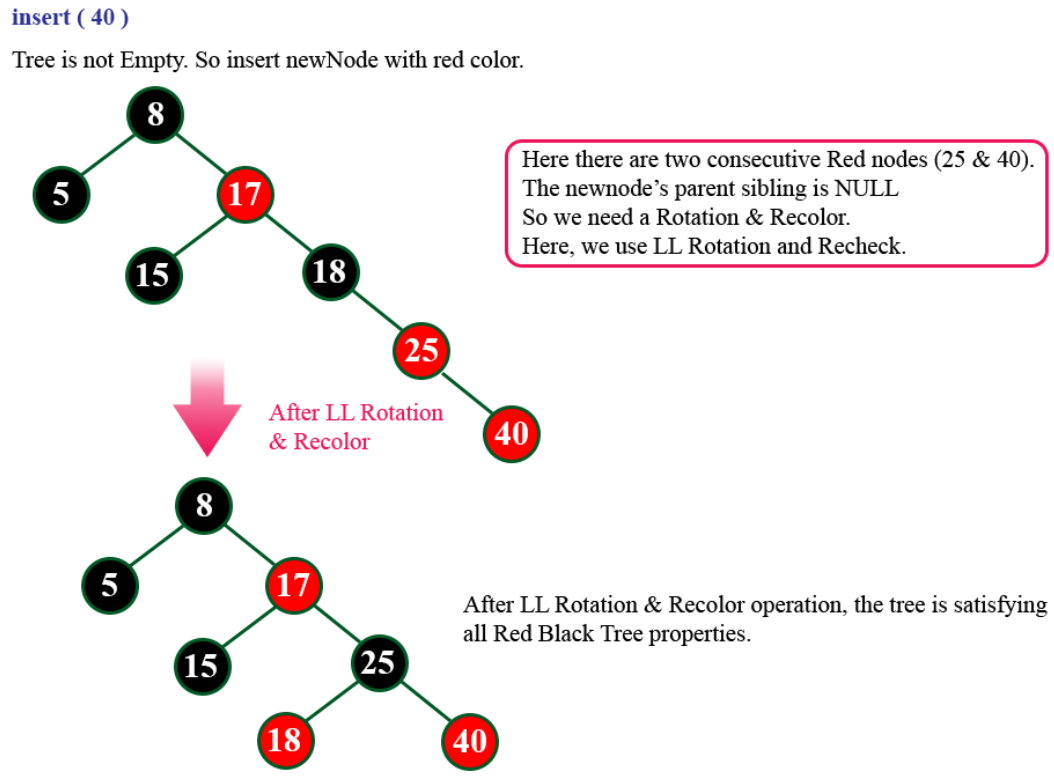 insert ( 40 )
Tree is not Empty. So insert newNode with red color.
8
5
17
15
18
25
40
Here there are two consecutive Red nodes (25 & 40).
The newnode’s parent sibling is NULL
So we need a Rotation & Recolor.
Here, we use LL Rotation and Recheck.
After LL Rotation
& Recolor
8
5
17
15
25
18
40
After LL Rotation & Recolor operation, the tree is satisfying
all Red Black Tree properties.